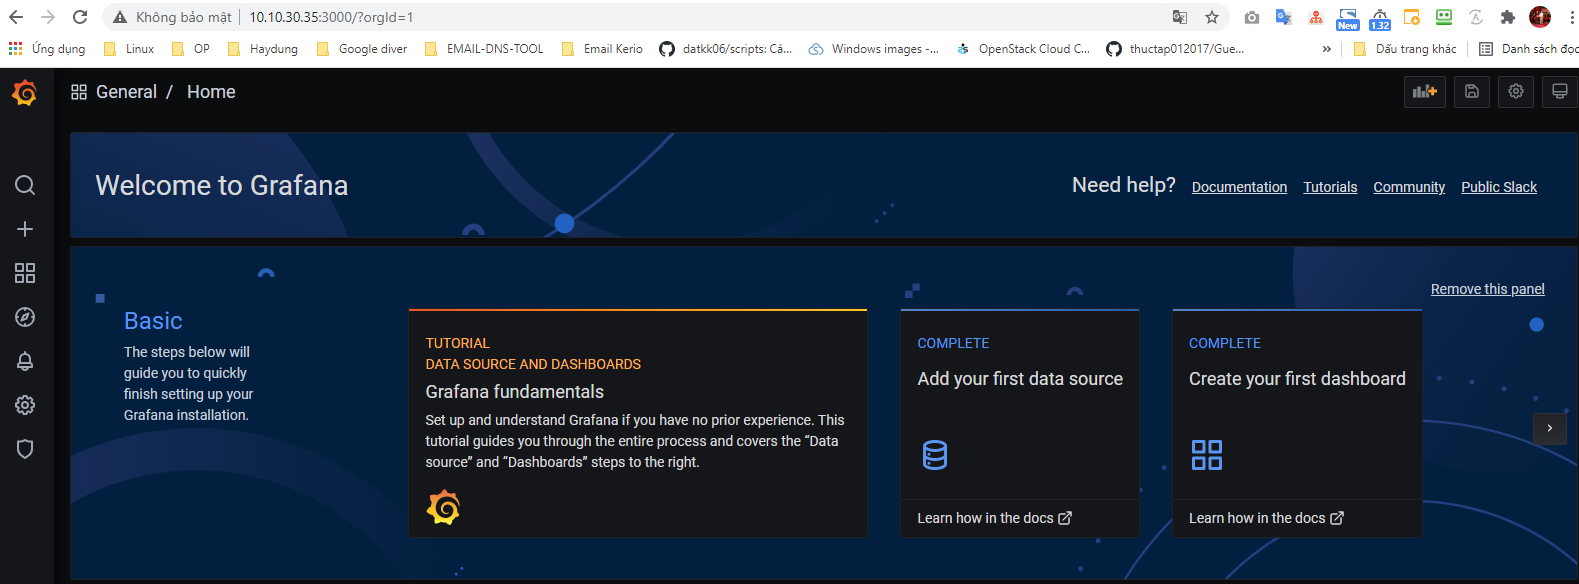 Không bảo mật
10.10.30.35:3000/?orgId=1
New
1.32
Ứng dụng
Linux
OP
Haydung
Google diver
EMAIL-DNS-TOOL
Email Kerio
datkk06/scripts: Cá...
Windows images -...
OpenStack Cloud C...
thuctap012017/Gue...
»
Dấu trang khác
Danh sách đọc
General / Home
Welcome to Grafana
Need help?
Documentation
Tutorials
Community
Public Slack
Remove this panel
Basic
The steps below will
guide you to quickly
finish setting up your
Grafana installation.
TUTORIAL
DATA SOURCE AND DASHBOARDS
Grafana fundamentals
Set up and understand Grafana if you have no prior experience. This
tutorial guides you through the entire process and covers the “Data
source” and “Dashboards” steps to the right.
COMPLETE
Add your first data source
Learn how in the docs
COMPLETE
Create your first dashboard
Learn how in the docs